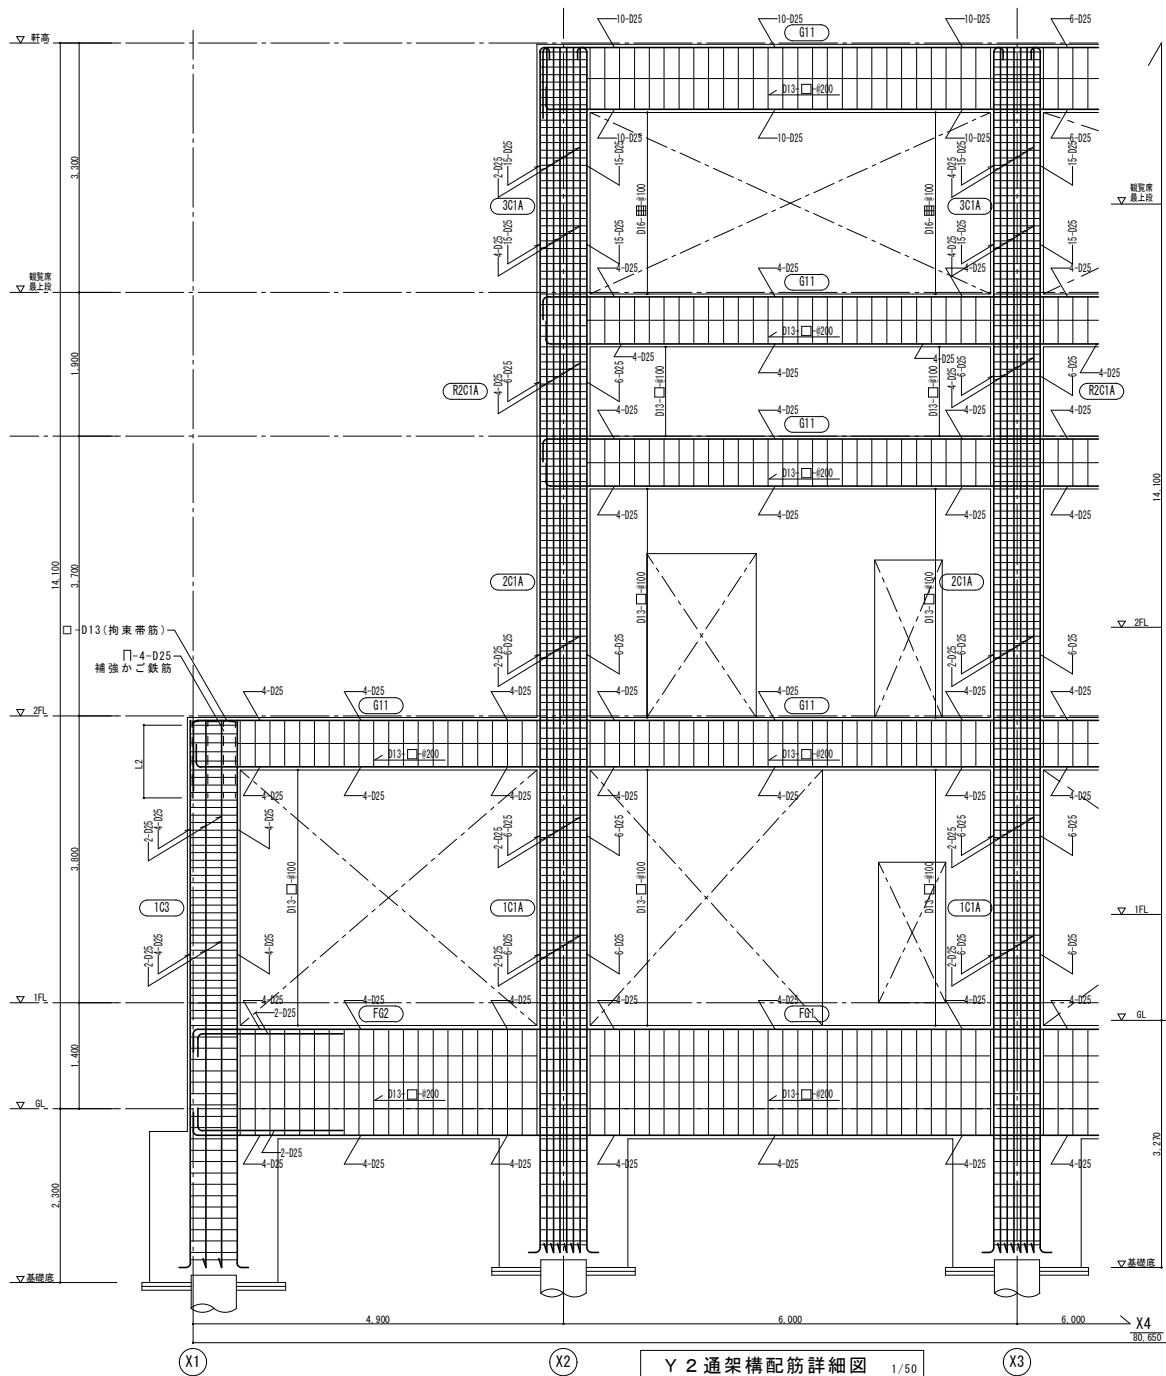 10-D25 10-D25 10-D25 6-D25
G11
▽ 軒高
D13-□-@200
10-D25 10-D25 10-D25 6-D25
3,300
2-D25 15-D25 15-D25 4-D25 15-D25 15-D25
観覧席
最上段
3C1A D16-@100 D16-@100 3C1A
4-D25 15-D25 15-D25 4-D25 15-D25 15-D25
4-D25 4-D25 4-D25 4-D25
観覧席
最上段
G11
D13-□-@200
4-D25 4-D25 4-D25 4-D25
1,900
4-D25 6-D25 6-D25 4-D25 6-D25 6-D25
R2C1A D13-□-@100 D13-□-@100 R2C1A
4-D25 4-D25 4-D25 4-D25
G11
D13-□-@200
4-D25 4-D25 4-D25 4-D25
14,100
14,100
3,700
2C1A D13-□-@100 D13-□-@100 2C1A
▽ 2FL
□-D13(拘束帯筋)
2-D25 6-D25 6-D25 2-D25 6-D25 6-D25
∏-4-D25
補強かご鉄筋
4-D25 4-D25 4-D25 4-D25 4-D25 4-D25 4-D25
▽ 2FL
G11 G11
D13-□-@200 D13-□-@200
L2
4-D25 4-D25 4-D25 4-D25 4-D25 4-D25 4-D25
2-D25 4-D25 4-D25 2-D25 6-D25 6-D25 2-D25 6-D25 6-D25
3,800
1C3 D13-□-@100 1C1A D13-□-@100 D13-□-@100 1C1A
▽ 1FL
2-D25 4-D25 4-D25 2-D25 6-D25 6-D25 2-D25 6-D25 6-D25
▽ 1FL
4-D25 4-D25 4-D25 4-D25 4-D25 4-D25 4-D25
2-D25
FG2 FG1
▽ GL
1,400
D13-□-@200 D13-□-@200
▽ GL
2-D25
4-D25 4-D25 4-D25 4-D25 4-D25 4-D25 4-D25
2,300
3,270
▽基礎底
▽基礎底
4,900 6,000 6,000 X4
80,650
X1 X2 X3
Y2通架構配筋詳細図 1/50